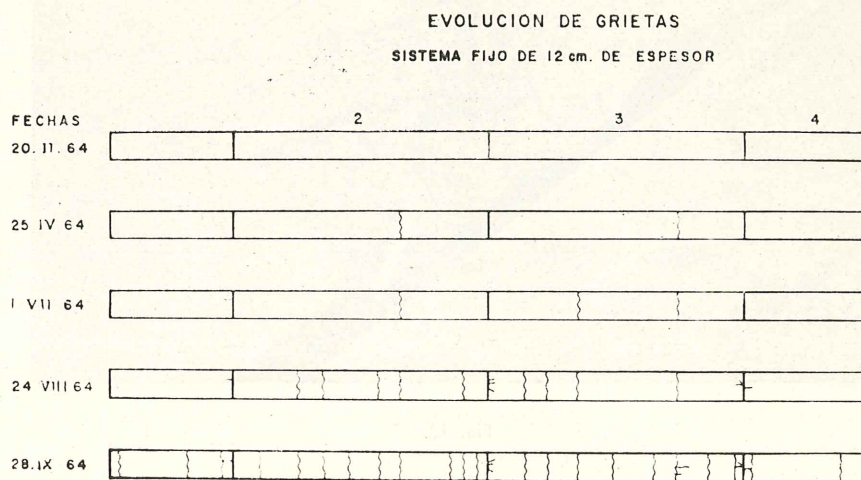 EVOLUCION DE GRIETAS
SISTEMA FIJO DE 12 cm. DE ESPESOR
FECHAS 2 3 4
20. II. 64
25 IV 64
I VII 64
24 VIII 64
28. IX 64